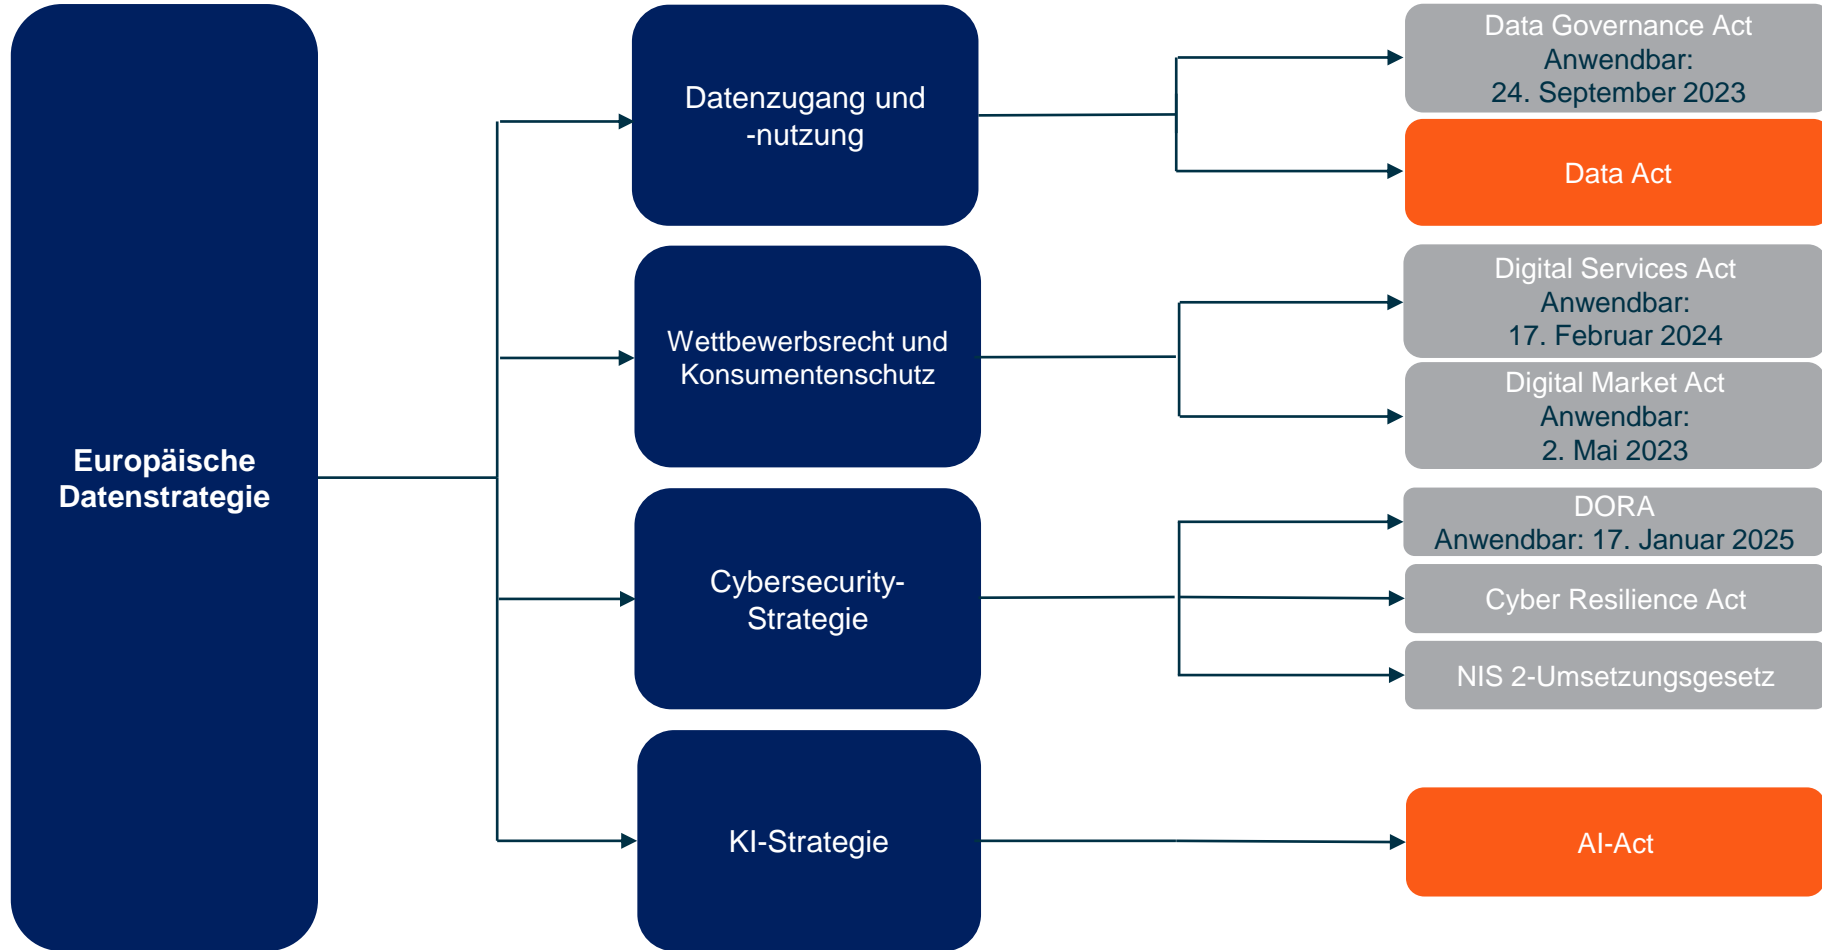 Europäische
Datenstrategie
Datenzugang und
-nutzung
Data Governance Act
Anwendbar:
24. September 2023
Data Act
Wettbewerbsrecht und
Konsumentenschutz
Digital Services Act
Anwendbar:
17. Februar 2024
Digital Market Act
Anwendbar:
2. Mai 2023
Cybersecurity-
Strategie
DORA
Anwendbar: 17. Januar 2025
Cyber Resilience Act
NIS 2-Umsetzungsgesetz
KI-Strategie
AI-Act